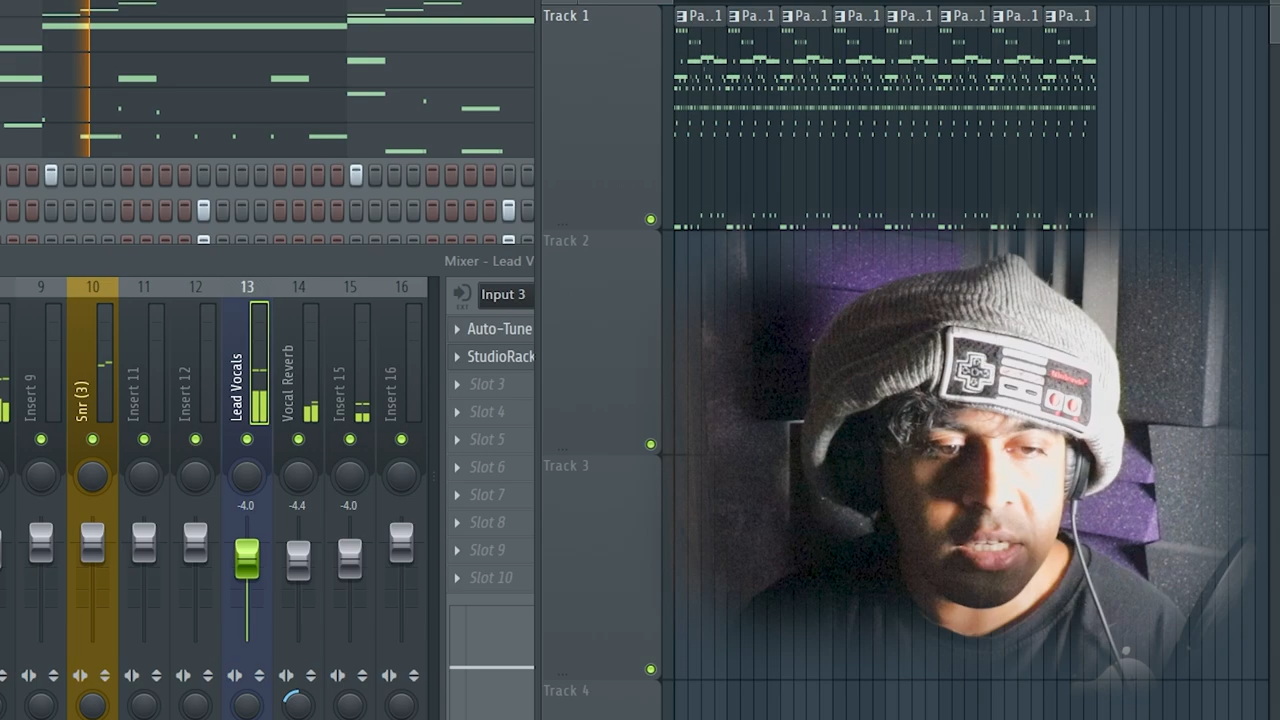 Track 1
Pa..1 Pa..1 Pa..1 Pa..1 Pa..1 Pa..1 Pa..1 Pa..1
Track 2
Track 3
Track 4
Mixer - Lead V
9 10 11 12 13 14 15 16
Insert 9
Snr (3)
Insert 11
Insert 12
Lead Vocals
Vocal Reverb
Insert 15
Insert 16
-4.0 -4.4 -4.0
Input 3
Auto-Tune
StudioRack
Slot 3
Slot 4
Slot 5
Slot 6
Slot 7
Slot 8
Slot 9
Slot 10
Nintendo